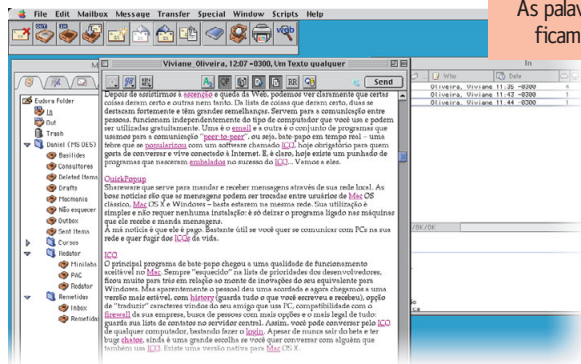 As palav
ficam
File Edit Mailbox Message Transfer Special Window Scripts Help
Viviane_Oliveira, 12:07 -0300, Um Texto qualquer
In
Send
Who
Date
Oliveira, Viviane 11:35 -0300 4
Oliveira, Viviane 11:43 -0300
Oliveira, Viviane 11:44 -0300
Eudora Folder
In
Out
Trash
Daniel (MS DES)
Basilides
Consultores
Deleted Items
Drafts
Macmania
Não esquecer
Outbox
Sent Items
Cursos
Redator
Minilabs
PAC
Redator
Remetidas
Inbox
Remetidas
Depois de assistirmos à ascenção e queda da Web, podemos ver claramente que certas
coisas deram certo e outras nem tanto. Da lista de coisas que deram certo, duas se
destacam fortemente e têm grandes semelhanças. Servem para a comunicação entre
pessoas, funcionam independentemente do tipo de computador que você usa e podem
ser utilizadas gratuitamente. Uma é o email e a outra é o conjunto de programas que
usamos para a comunicação "peer-to-peer", ou seja, bate-papo em tempo real – uma
febre que se popularizou com um software chamado ICQ, hoje obrigatório para quem
gosta de conversar e vive conectado à Internet. E, é claro, hoje existe um punhado de
programas que nasceram embalados no sucesso do ICQ... Vamos a eles.
QuickPopup
Shareware que serve para mandar e receber mensagens através de sua rede local. As
boas notícias são que as mensagens podem ser trocadas entre usuários de Mac OS
clássico, Mac OS X e Windows – basta estarem na mesma rede. Sua utilização é
simples e não requer nenhuma instalação: é só deixar o programa ligado nas máquinas
que ele recebe e manda mensagens.
A má notícia é que ele é pago. Bastante útil se você quer se comunicar com PCs na sua
rede e quer fugir dos ICQs da vida.
ICQ
O principal programa de bate-papo chegou a uma qualidade de funcionamento
aceitável no Mac. Sempre "esquecido" na lista de prioridades dos desenvolvedores,
ficou muito para trás em relação ao monte de inovações do seu equivalente para
Windows. Mas aparentemente o pessoal deu uma acordada e agora chegamos a uma
versão mais estável, com history (guarda tudo o que você escreveu e recebeu), opção
de "traduzir" caracteres vindos do seu amigo que usa PC, compatibilidade com o
firewall da sua empresa, busca de pessoas com mais opções e o mais legal de tudo:
guarda sua lista de contatos no servidor central. Assim, você pode conversar pelo ICQ
de qualquer computador, bastando fazer o login. Apesar de nunca sair do beta e ter
bugs chatos, ainda é uma grande escolha se você quer conversar com alguém que
também usa ICQ. Existe uma versão nativa para Mac OS X.